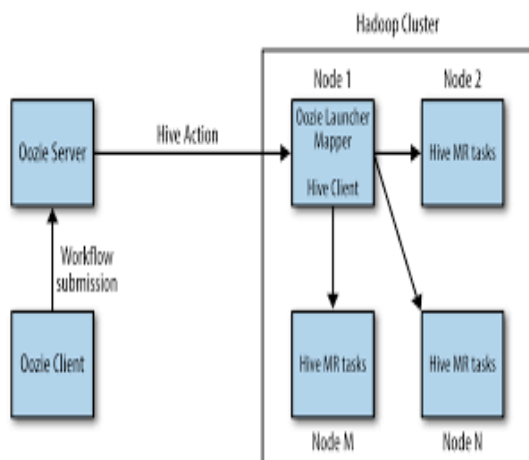 Hadoop Cluster
Node 1
Node 2
Oozie Server
Hive Action
Oozie Launcher
Mapper
Hive Client
Hive MR tasks
Workflow
submission
Oozie Client
Hive MR tasks
Hive MR tasks
Node M
Node N